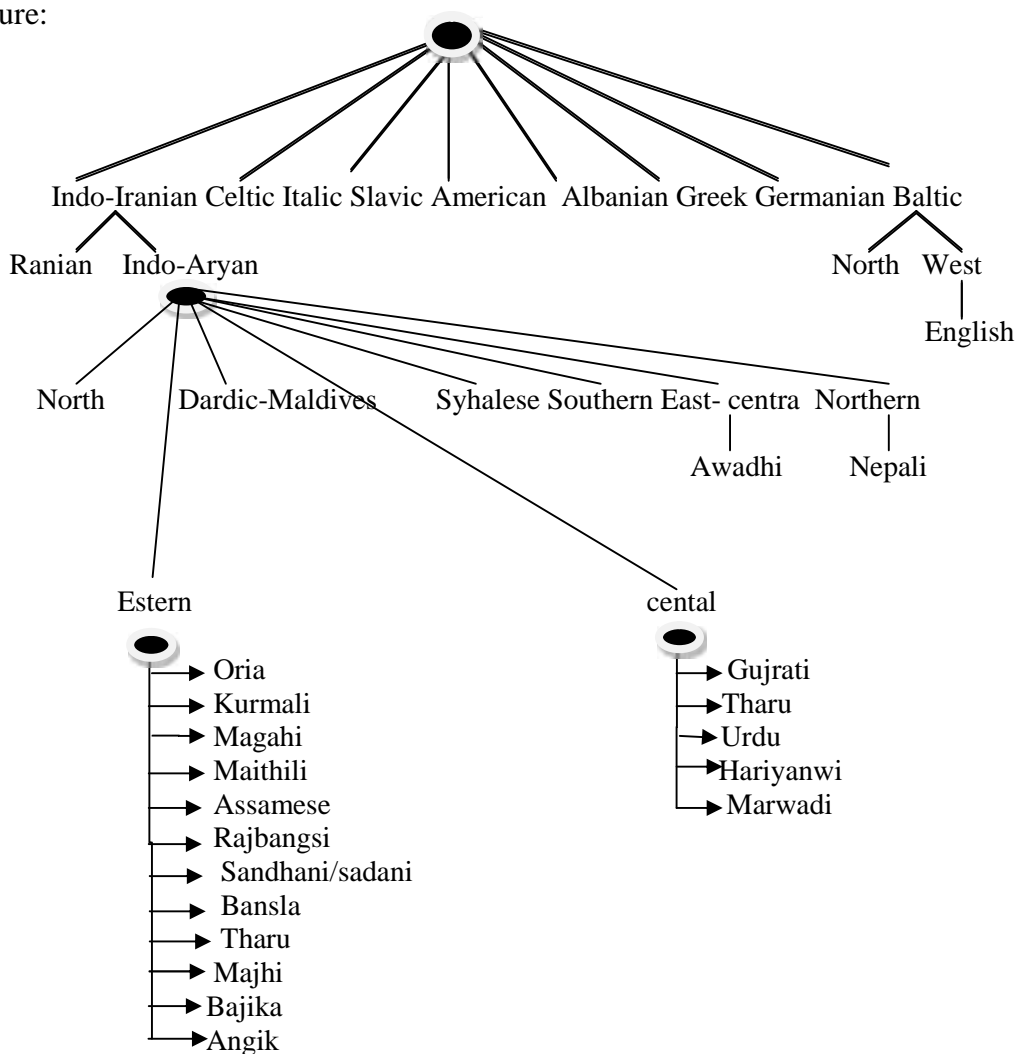 ure:
Indo-Iranian Celtic Italic Slavic American Albanian Greek Germanian Baltic
Ranian Indo-Aryan North West
English
North Dardic-Maldives Syhalese Southern East- centra Northern
Awadhi Nepali
Estern cental
Oria Gujrati
Kurmali Tharu
Magahi Urdu
Maithili Hariyanwi
Assamese Marwadi
Rajbangsi
Sandhani/sadani
Bansla
Tharu
Majhi
Bajika
Angik